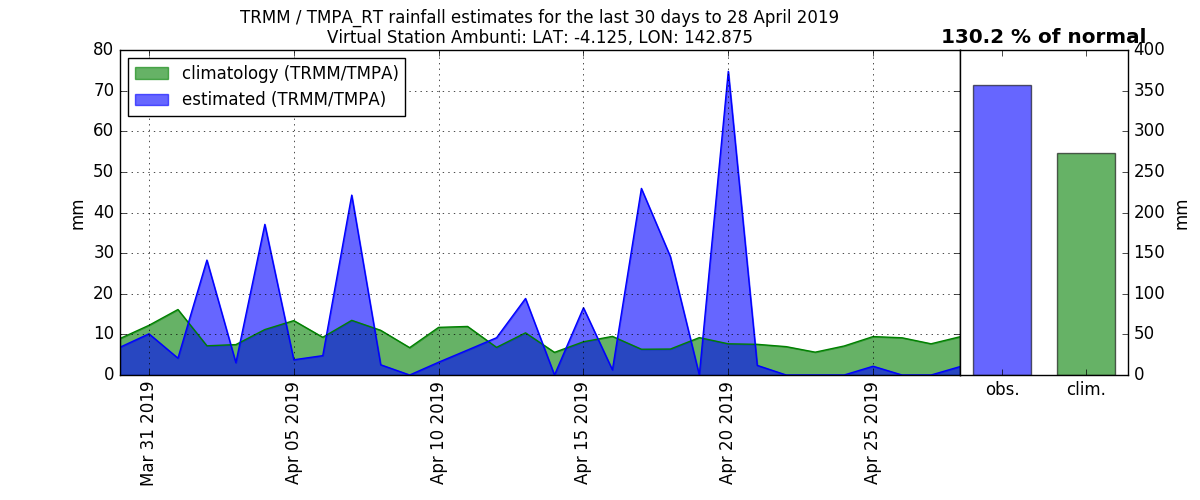 TRMM / TMPA_RT rainfall estimates for the last 30 days to 28 April 2019
Virtual Station Ambunti: LAT: -4.125, LON: 142.875
130.2 % of normal
climatology (TRMM/TMPA)
estimated (TRMM/TMPA)
mm
80
70
60
50
40
30
20
10
0
Mar 31 2019
Apr 05 2019
Apr 10 2019
Apr 15 2019
Apr 20 2019
Apr 25 2019
obs.
clim.
400
350
300
250
200
150
100
50
0
mm